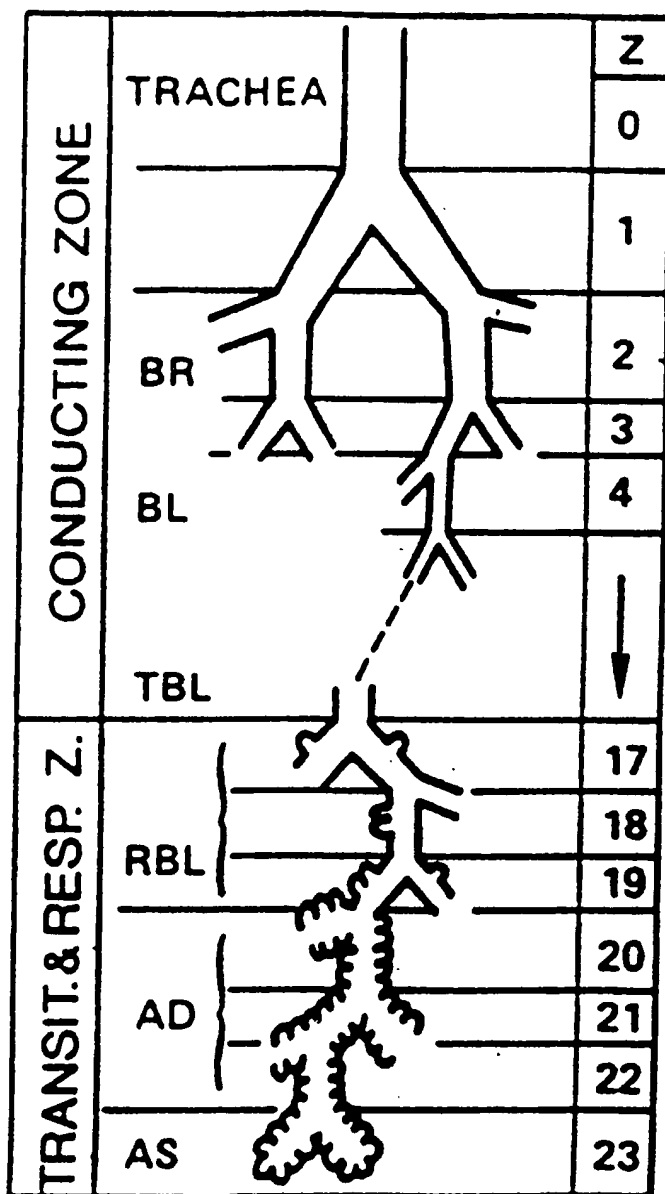 Z
TRACHEA
0
CONDUCTING ZONE
1
BR
2
3
BL
4
TBL
TRANSIT. & RESP. Z.
17
18
RBL
19
20
AD
21
22
AS
23